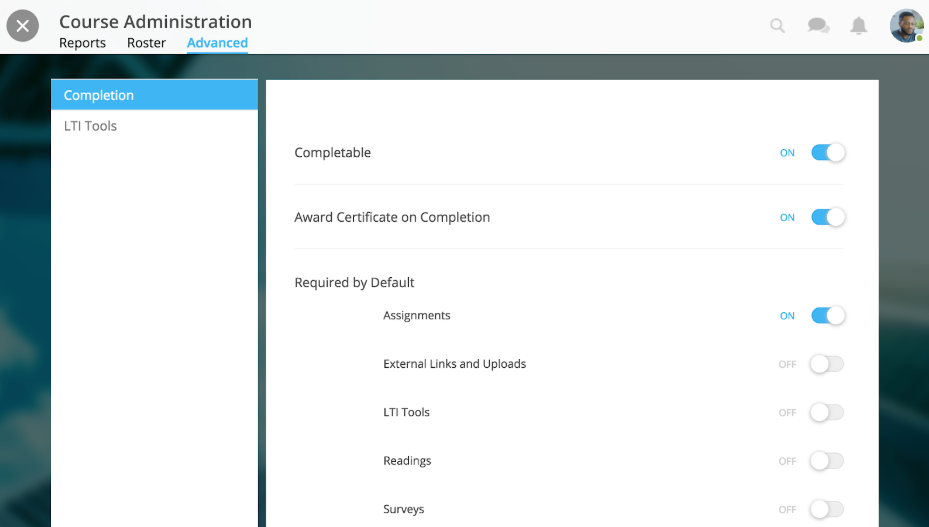 Course Administration
Reports Roster Advanced
Completion
LTI Tools
Completable ON
Award Certificate on Completion ON
Required by Default
Assignments ON
External Links and Uploads OFF
LTI Tools OFF
Readings OFF
Surveys OFF